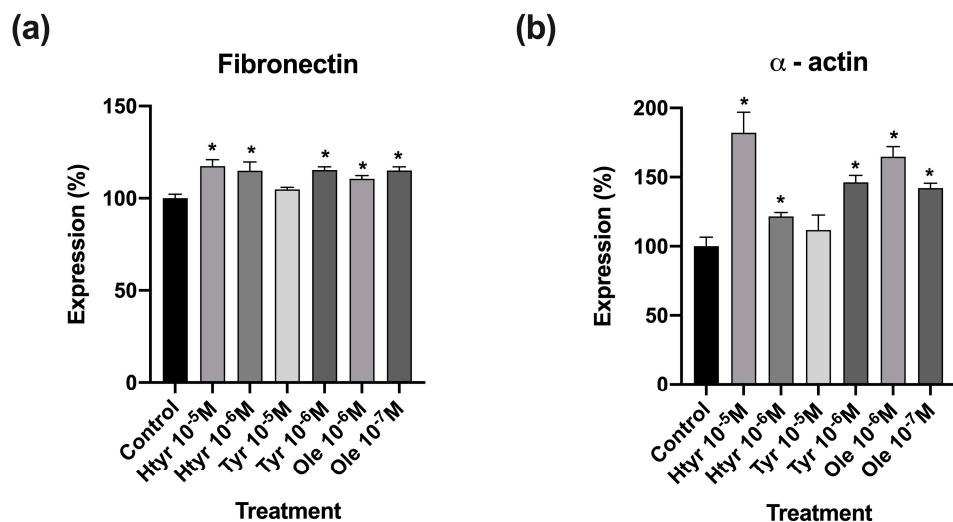 (a)
Fibronectin
Expression (%)
150
100
50
0
* * * * *
Control
Htyr 10⁻⁵M
Htyr 10⁻⁶M
Tyr 10⁻⁵M
Tyr 10⁻⁶M
Ole 10⁻⁶M
Ole 10⁻⁷M
Treatment
(b)
α - actin
Expression (%)
200
150
100
50
0
* * * * *
Control
Htyr 10⁻⁵M
Htyr 10⁻⁶M
Tyr 10⁻⁵M
Tyr 10⁻⁶M
Ole 10⁻⁶M
Ole 10⁻⁷M
Treatment